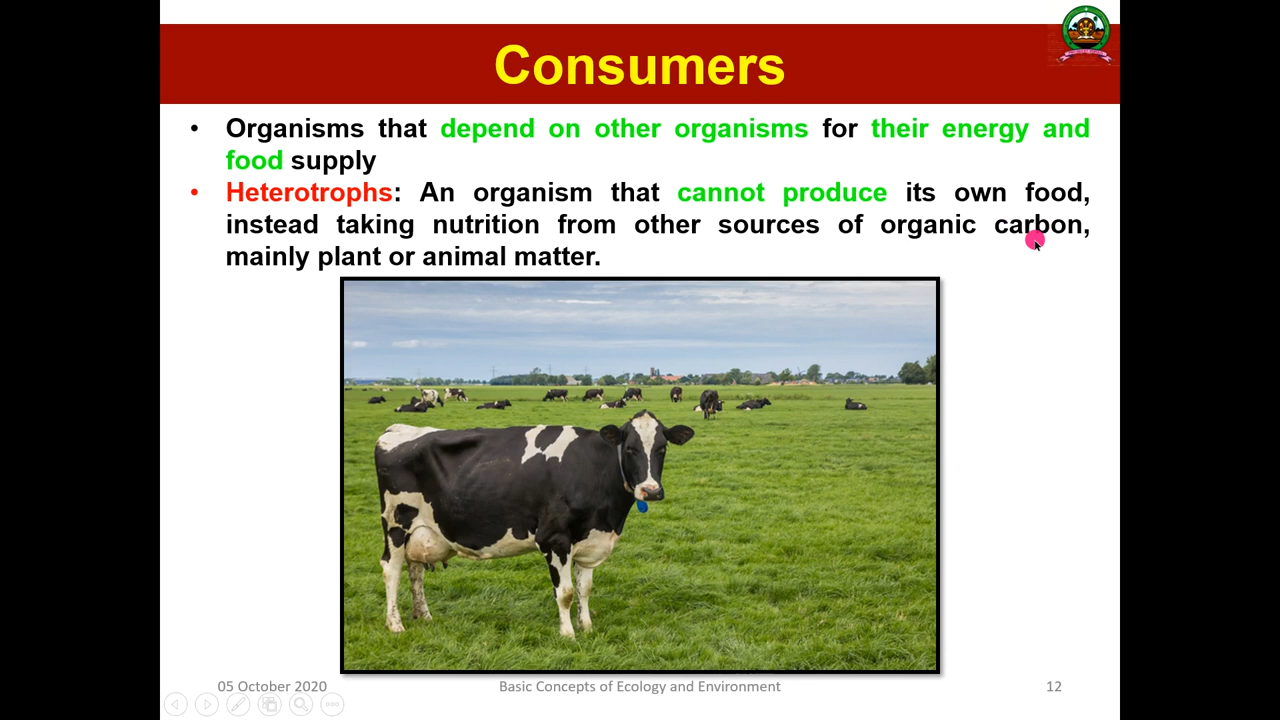 Consumers
• Organisms that depend on other organisms for their energy and
food supply
• Heterotrophs: An organism that cannot produce its own food,
instead taking nutrition from other sources of organic carbon,
mainly plant or animal matter.
05 October 2020
Basic Concepts of Ecology and Environment
12